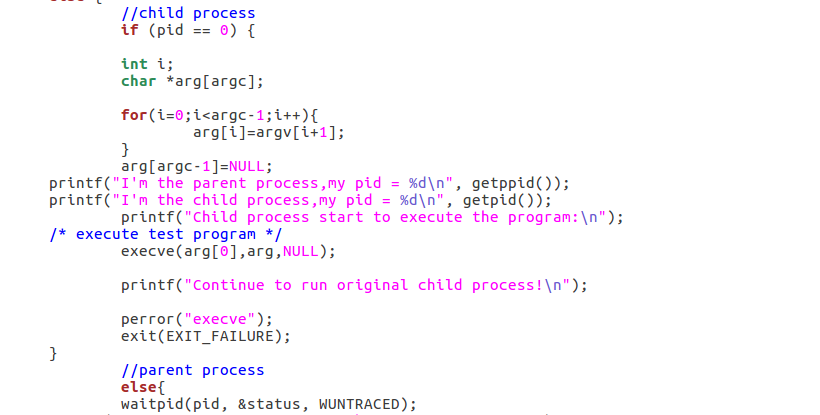 else {
//child process
if (pid == 0) {
int i;
char *arg[argc];
for(i=0;i<argc-1;i++){
arg[i]=argv[i+1];
}
arg[argc-1]=NULL;
printf("I'm the parent process,my pid = %d\n", getppid());
printf("I'm the child process,my pid = %d\n", getpid());
printf("Child process start to execute the program:\n");
/* execute test program */
execve(arg[0],arg,NULL);
printf("Continue to run original child process!\n");
perror("execve");
exit(EXIT_FAILURE);
}
//parent process
else{
waitpid(pid, &status, WUNTRACED);